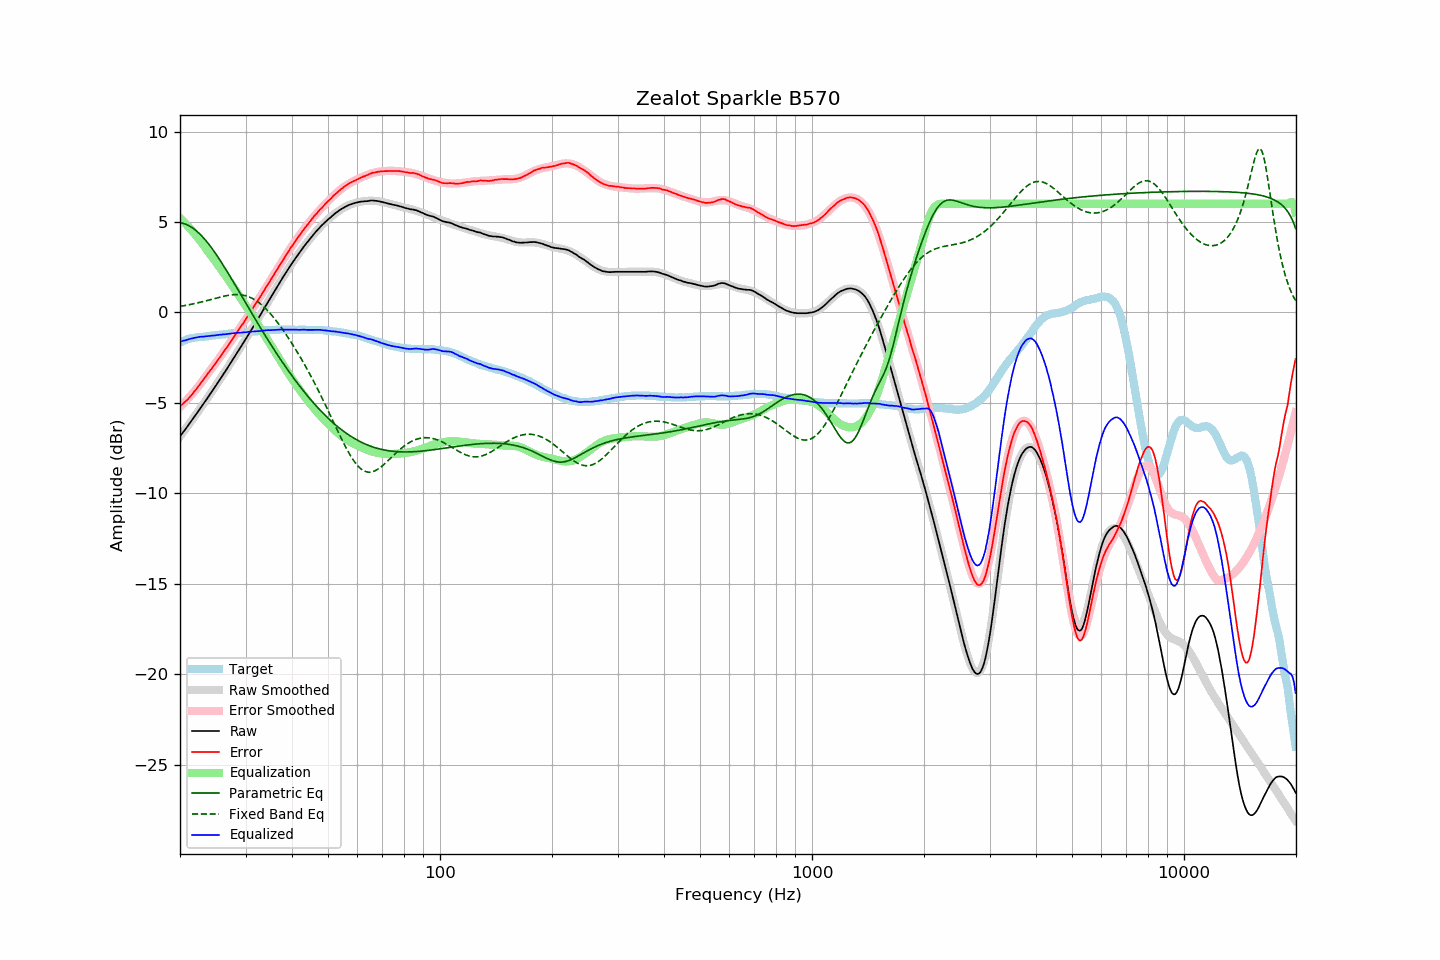 Zealot Sparkle B570
10
5
0
−5
−10
−15
−20
−25
Amplitude (dBr)
Target
Raw Smoothed
Error Smoothed
Raw
Error
Equalization
Parametric Eq
Fixed Band Eq
Equalized
100
1000
10000
Frequency (Hz)